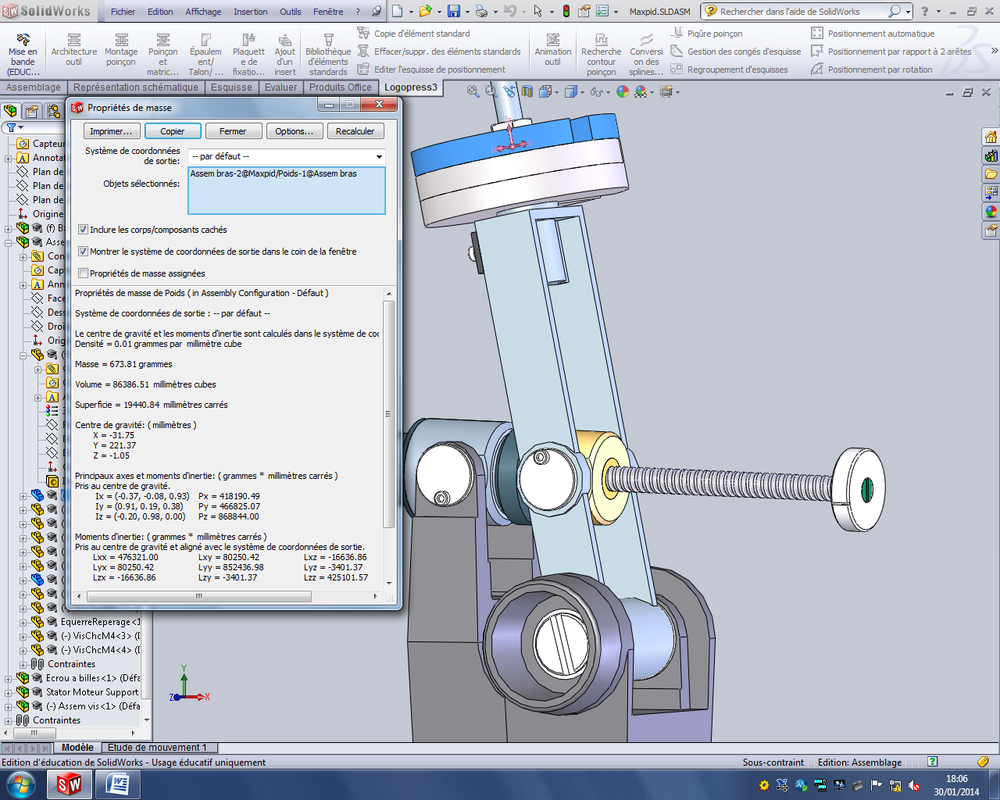 SolidWorks
Fichier Edition Affichage Insertion Outils Fenêtre ?
Maxpid.SLDASM
Rechercher dans l'aide de SolidWorks
Mise en bande (EDUC...
Architecture outil
Montage poinçon
Poinçon et matric...
Épaulement/ Talon/ ...
Plaquette de fixatio...
Ajout d'un insert
Bibliothèque d'éléments standards
Copie d'élément standard
Effacer/suppr. des éléments standards
Editer l'esquisse de positionnement
Animation outil
Recherche contour poinçon
Conversion des splines...
Piqûre poinçon
Gestion des congés d'esquisse
Regroupement d'esquisses
Positionnement automatique
Positionnement par rapport à 2 arêtes
Positionnement par rotation
Assemblage Représentation schématique Esquisse Evaluer Produits Office Logopress3
Propriétés de masse
Imprimer... Copier Fermer Options... Recalculer
Système de coordonnées de sortie:
-- par défaut --
Objets sélectionnés:
Assem bras-2@Maxpid/Poids-1@Assem bras
Inclure les corps/composants cachés
Montrer le système de coordonnées de sortie dans le coin de la fenêtre
Propriétés de masse assignées
Propriétés de masse de Poids ( in Assembly Configuration - Défaut )
Système de coordonnées de sortie : -- par défaut --
Le centre de gravité et les moments d'inertie sont calculés dans le système de coo
Densité = 0.01 grammes par millimètre cube
Masse = 673.81 grammes
Volume = 86386.51 millimètres cubes
Superficie = 19440.84 millimètres carrés
Centre de gravité: ( millimètres )
X = -31.75
Y = 221.37
Z = -1.05
Principaux axes et moments d'inertie: ( grammes * millimètres carrés )
Pris au centre de gravité.
Ix = (-0.37, -0.08, 0.93) Px = 418190.49
Iy = (0.91, 0.19, 0.38) Py = 466825.07
Iz = (-0.20, 0.98, 0.00) Pz = 868844.00
Moments d'inertie: ( grammes * millimètres carrés )
Pris au centre de gravité et aligné avec le système de coordonnées de sortie.
Lxx = 476321.00 Lxy = 80250.42 Lxz = -16636.86
Lyx = 80250.42 Lyy = 852436.98 Lyz = -3401.37
Lzx = -16636.86 Lzy = -3401.37 Lzz = 425101.57
Capteur
Annotat
Plan de
Plan de
Plan de
Origine
(f) Ba
Asse
Con
Capt
Ann
Face
Dess
Droi
Orig
EquerreReperage<1
(-) VisChcM4<3> (D
(-) VisChcM4<4> (D
Contraintes
Ecrou a billes<1> (Défa
Stator Moteur Support
(-) Assem vis<1> (Défa
Contraintes
Y
Z X
Modèle Etude de mouvement 1
Edition d'éducation de SolidWorks - Usage éducatif uniquement
Sous-contraint Edition: Assemblage
18:06
30/01/2014